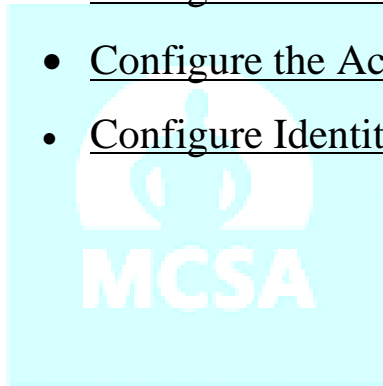 • Configure the Ac
• Configure Identit
MCSA